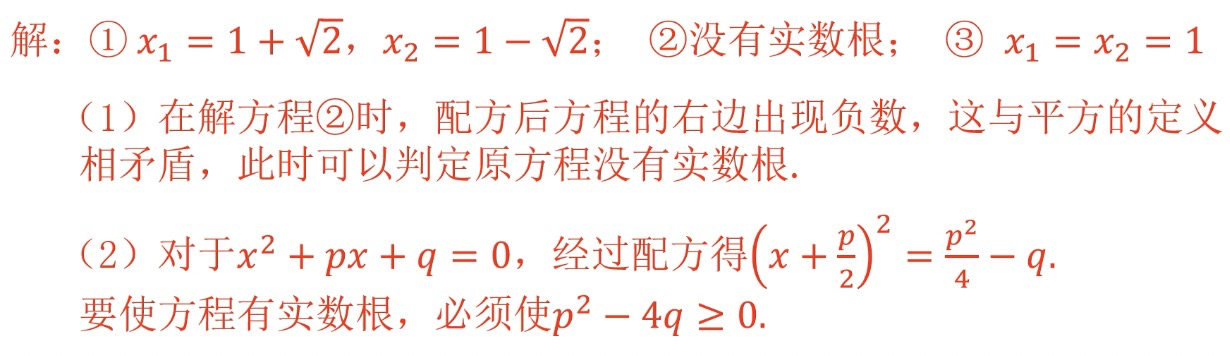 解：① x₁ = 1 + √2，x₂ = 1 − √2； ②没有实数根； ③ x₁ = x₂ = 1
（1）在解方程②时，配方后方程的右边出现负数，这与平方的定义
相矛盾，此时可以判定原方程没有实数根.
（2）对于x² + px + q = 0，经过配方得(x + p/2)² = p²/4 − q.
要使方程有实数根，必须使p² − 4q ≥ 0.